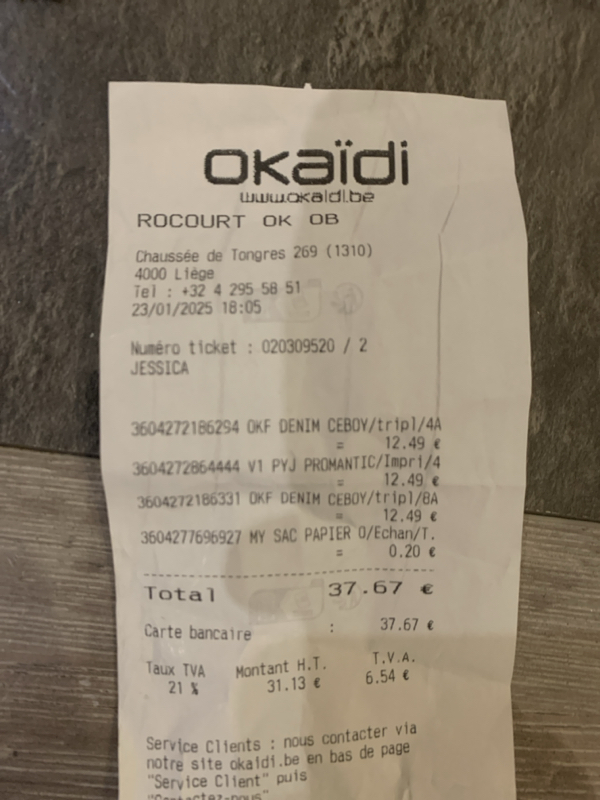 okaïdi
www.okaidi.be
ROCOURT OK OB
Chaussée de Tongres 269 (1310)
4000 Liège
Tel : +32 4 295 58 51
23/01/2025 18:05
Numéro ticket : 020309520 / 2
JESSICA
3604272186294 OKF DENIM CEBOY/tripl/4A
= 12.49 €
3604272864444 V1 PYJ PROMANTIC/Impri/4
= 12.49 €
3604272186331 OKF DENIM CEBOY/tripl/8A
= 12.49 €
3604277696927 MY SAC PAPIER O/Echan/T.
= 0.20 €
Total 37.67 €
Carte bancaire : 37.67 €
Taux TVA Montant H.T. T.V.A.
21 % 31.13 € 6.54 €
Service Clients : nous contacter via
notre site okaidi.be en bas de page
"Service Client" puis
"Contactez-nous"